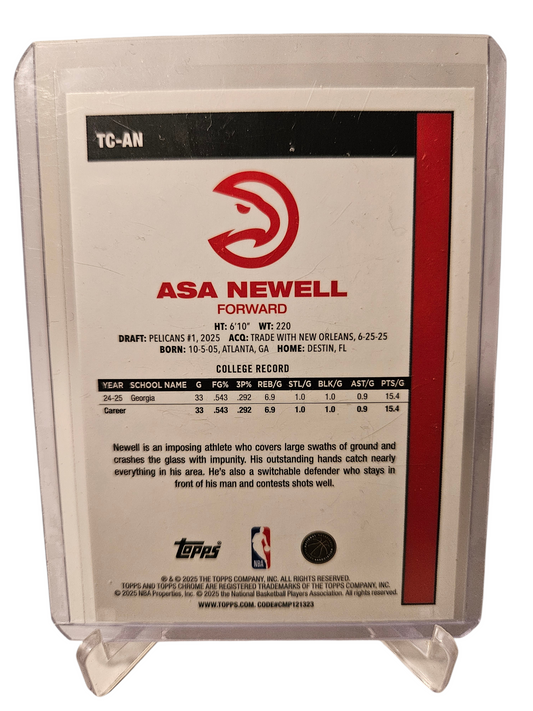 TC-AN
ASA NEWELL
FORWARD
HT: 6'10" WT: 220
DRAFT: PELICANS #1, 2025 ACQ: TRADE WITH NEW ORLEANS, 6-25-25
BORN: 10-5-05, ATLANTA, GA HOME: DESTIN, FL
COLLEGE RECORD
YEAR SCHOOL NAME G FG% 3P% REB/G STL/G BLK/G AST/G PTS/G
24-25 Georgia 33 .543 .292 6.9 1.0 1.0 0.9 15.4
Career 33 .543 .292 6.9 1.0 1.0 0.9 15.4
Newell is an imposing athlete who covers large swaths of ground and
crashes the glass with impunity. His outstanding hands catch nearly
everything in his area. He's also a switchable defender who stays in
front of his man and contests shots well.
Topps NBA
® & © 2025 THE TOPPS COMPANY, INC. ALL RIGHTS RESERVED.
TOPPS AND TOPPS CHROME ARE REGISTERED TRADEMARKS OF THE TOPPS COMPANY, INC.
© 2025 NBA Properties, Inc. © 2025 the National Basketball Players Association. All rights reserved.
WWW.TOPPS.COM. CODE#CMP121323